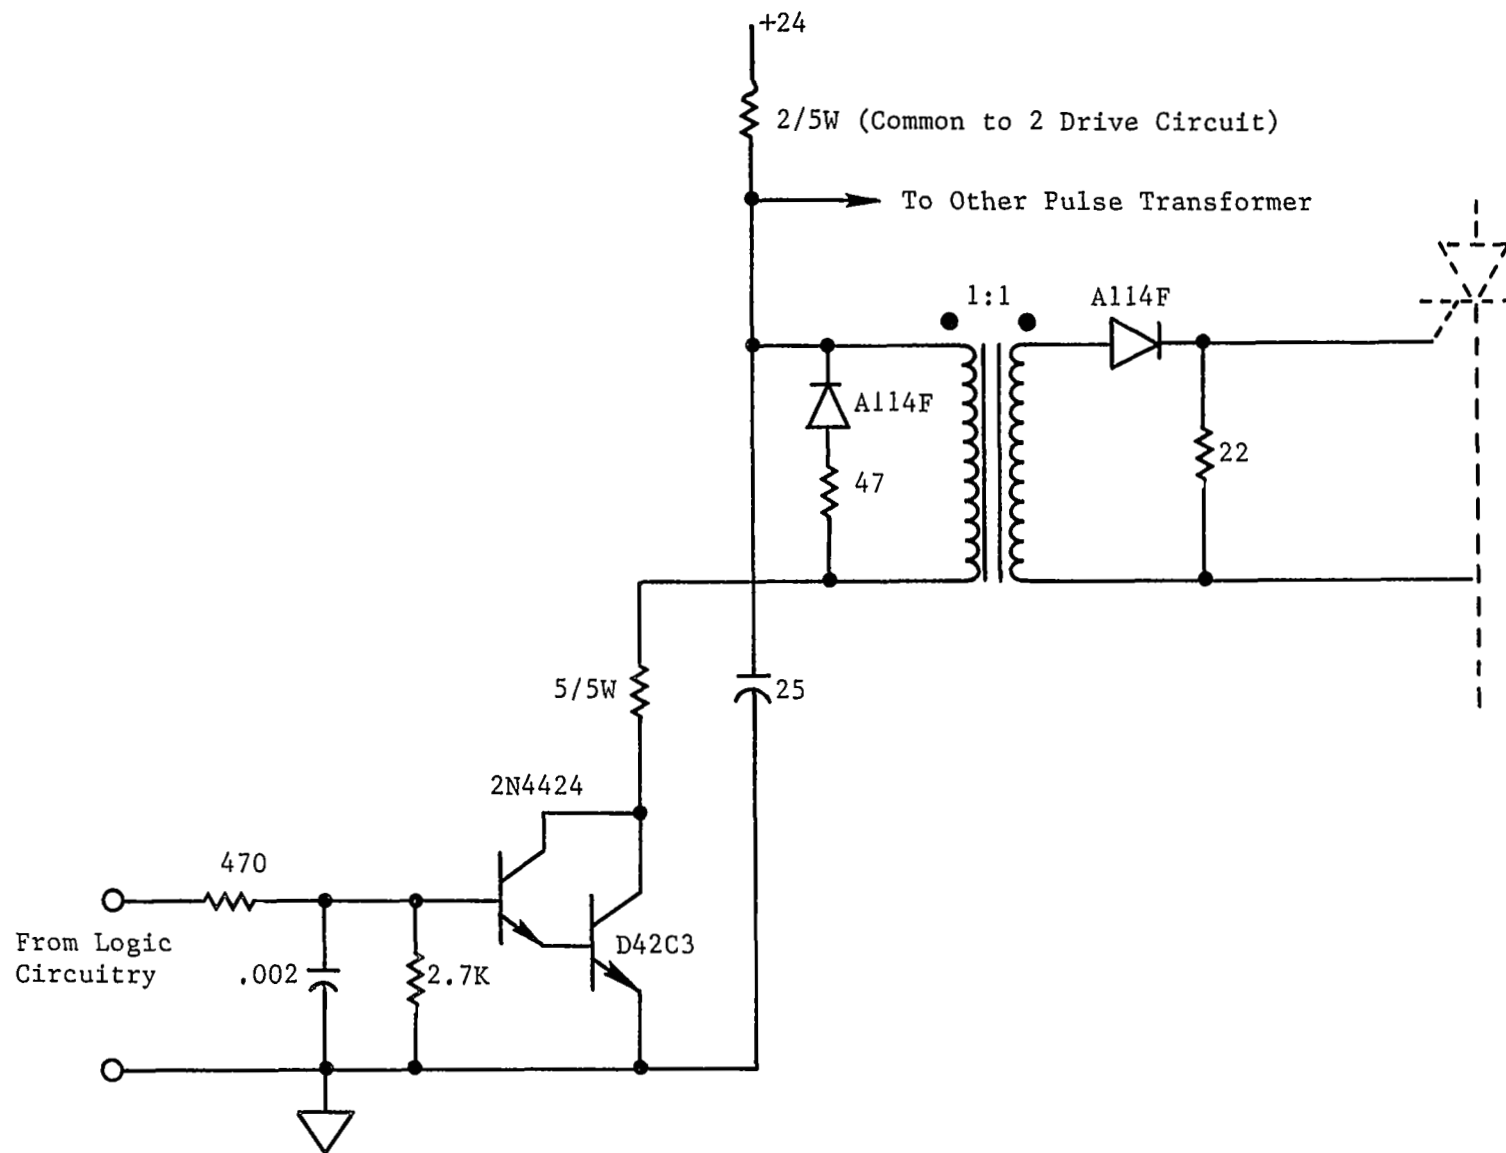 +24
2/5W (Common to 2 Drive Circuit)
To Other Pulse Transformer
1:1
A114F
A114F
22
47
5/5W
25
2N4424
470
From Logic
Circuitry
.002
2.7K
D42C3